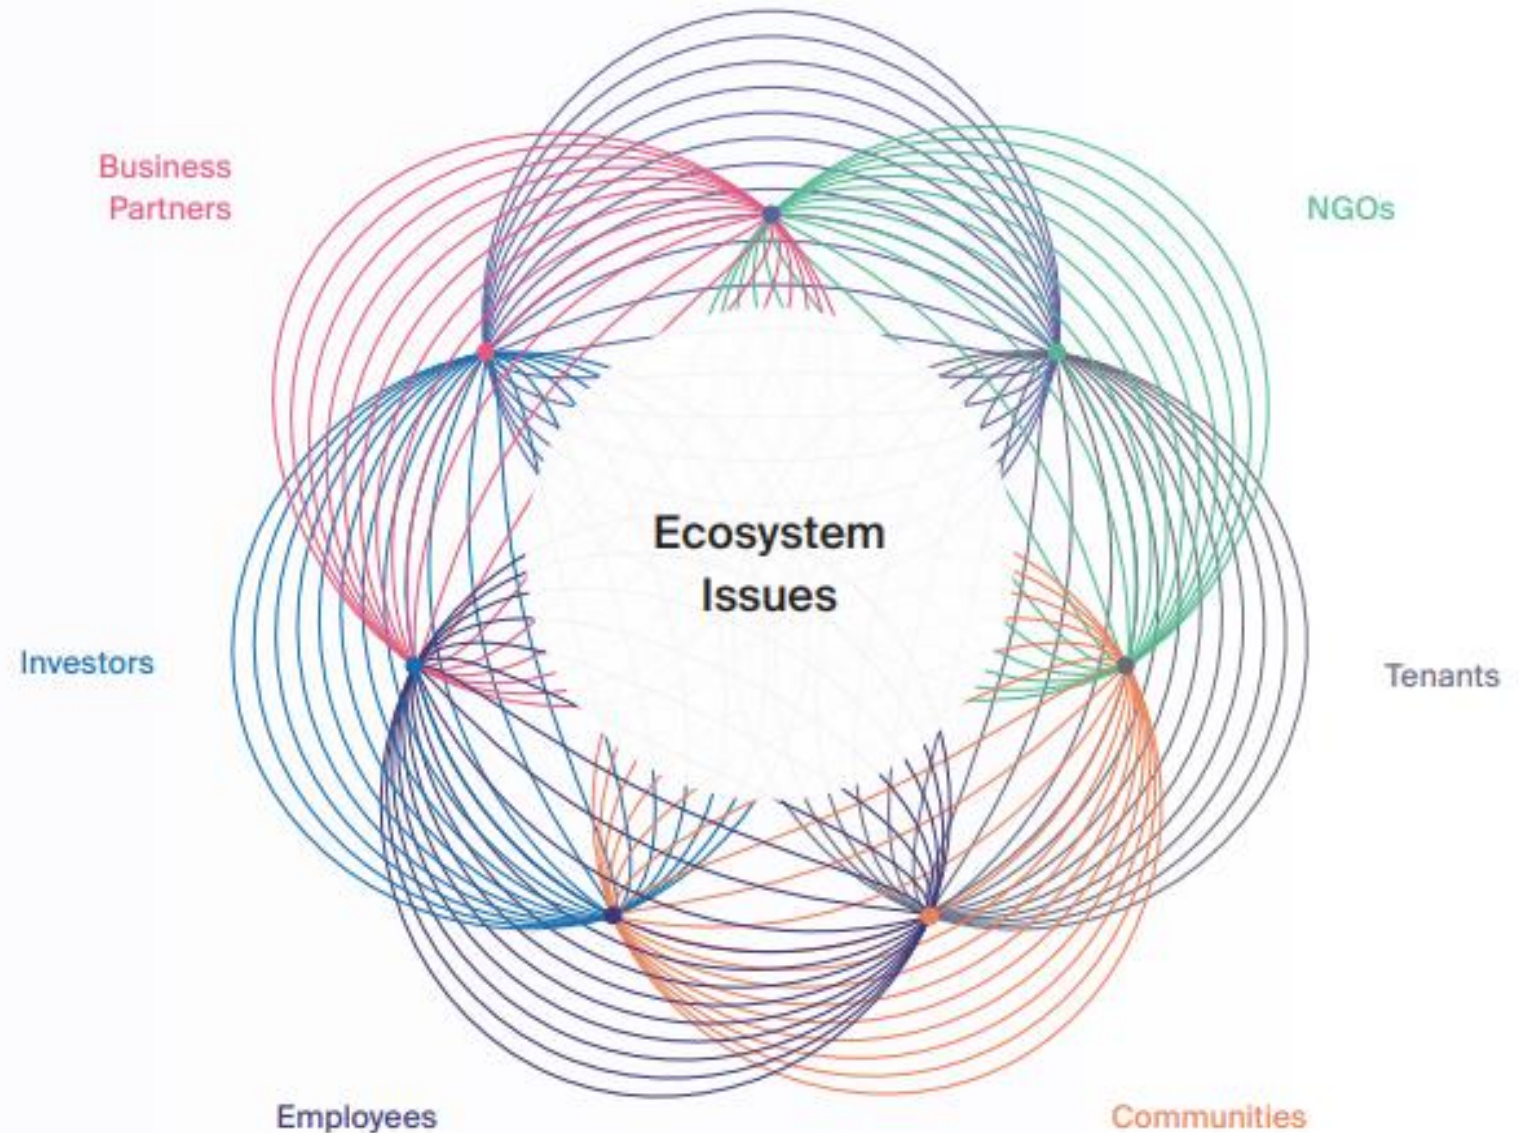 Business
Partners
NGOs
Ecosystem
Issues
Investors
Tenants
Employees
Communities